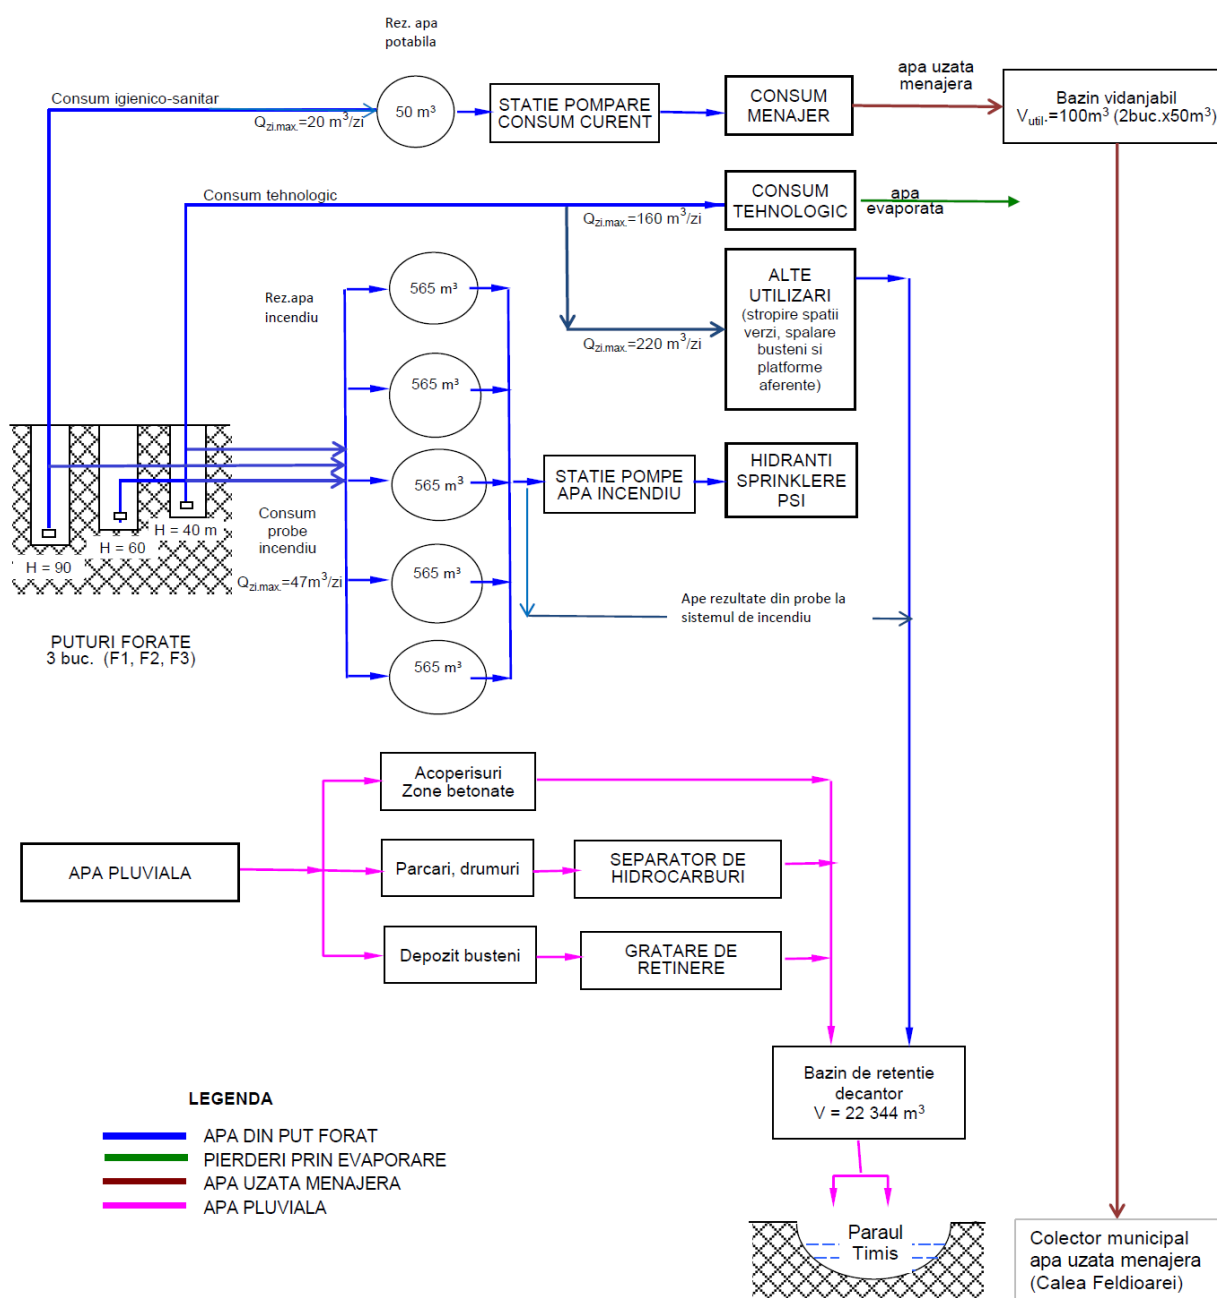 Rez. apa
potabila
Consum igienico-sanitar
Qzi.max.=20 m³/zi
50 m³
STATIE POMPARE
CONSUM CURENT
CONSUM
MENAJER
apa uzata
menajera
Bazin vidanjabil
Vutil.=100m³ (2buc.x50m³)
Consum tehnologic
Qzi.max.=160 m³/zi
CONSUM
TEHNOLOGIC
apa
evaporata
Rez.apa
incendiu
565 m³
565 m³
565 m³
565 m³
565 m³
Qzi.max.=220 m³/zi
ALTE
UTILIZARI
(stropire spatii
verzi, spalare
busteni si
platforme
aferente)
STATIE POMPE
APA INCENDIU
HIDRANTI
SPRINKLERE
PSI
H = 40 m
H = 60
H = 90
Consum
probe
incendiu
Qzi.max.=47m³/zi
Ape rezultate din probe la
sistemul de incendiu
PUTURI FORATE
3 buc. (F1, F2, F3)
APA PLUVIALA
Acoperisuri
Zone betonate
Parcari, drumuri
SEPARATOR DE
HIDROCARBURI
Depozit busteni
GRATARE DE
RETINERE
Bazin de retentie
decantor
V = 22 344 m³
LEGENDA
APA DIN PUT FORAT
PIERDERI PRIN EVAPORARE
APA UZATA MENAJERA
APA PLUVIALA
Paraul
Timis
Colector municipal
apa uzata menajera
(Calea Feldioarei)